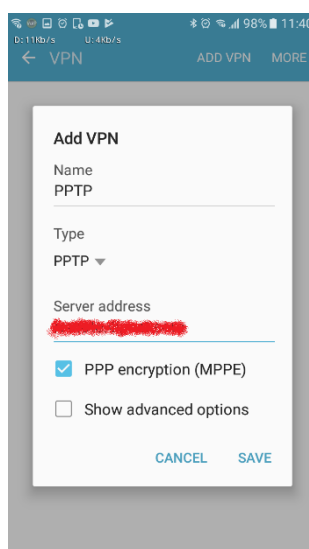 98% 11:40
D:11Kb/s U:4Kb/s
VPN ADD VPN MORE
Add VPN
Name
PPTP
Type
PPTP
Server address
PPP encryption (MPPE)
Show advanced options
CANCEL SAVE